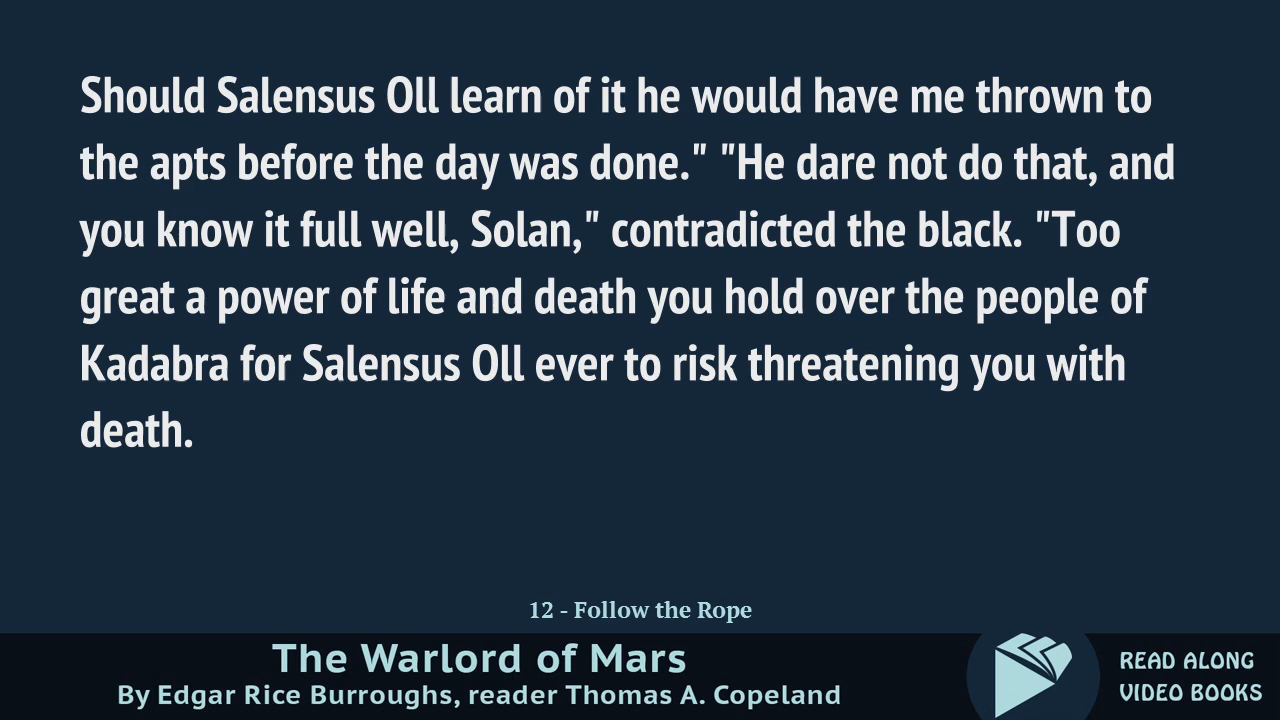 Should Salensus Oll learn of it he would have me thrown to
the apts before the day was done." "He dare not do that, and
you know it full well, Solan," contradicted the black. "Too
great a power of life and death you hold over the people of
Kadabra for Salensus Oll ever to risk threatening you with
death.
12 - Follow the Rope
The Warlord of Mars
By Edgar Rice Burroughs, reader Thomas A. Copeland
READ ALONG
VIDEO BOOKS